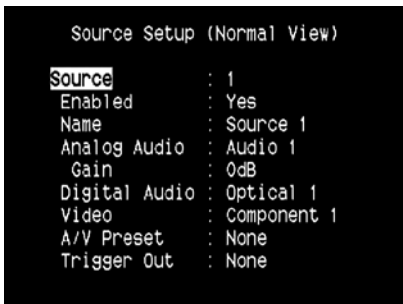 Source Setup (Normal View)
Source : 1
Enabled : Yes
Name : Source 1
Analog Audio : Audio 1
Gain : 0dB
Digital Audio : Optical 1
Video : Component 1
A/V Preset : None
Trigger Out : None